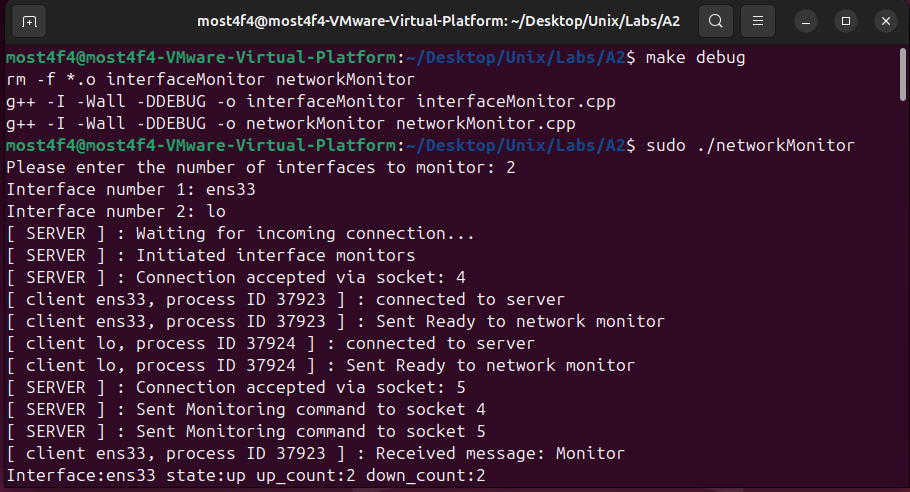 most4f4@most4f4-VMware-Virtual-Platform: ~/Desktop/Unix/Labs/A2
most4f4@most4f4-VMware-Virtual-Platform:~/Desktop/Unix/Labs/A2$ make debug
rm -f *.o interfaceMonitor networkMonitor
g++ -I -Wall -DDEBUG -o interfaceMonitor interfaceMonitor.cpp
g++ -I -Wall -DDEBUG -o networkMonitor networkMonitor.cpp
most4f4@most4f4-VMware-Virtual-Platform:~/Desktop/Unix/Labs/A2$ sudo ./networkMonitor
Please enter the number of interfaces to monitor: 2
Interface number 1: ens33
Interface number 2: lo
[ SERVER ] : Waiting for incoming connection...
[ SERVER ] : Initiated interface monitors
[ SERVER ] : Connection accepted via socket: 4
[ client ens33, process ID 37923 ] : connected to server
[ client ens33, process ID 37923 ] : Sent Ready to network monitor
[ client lo, process ID 37924 ] : connected to server
[ client lo, process ID 37924 ] : Sent Ready to network monitor
[ SERVER ] : Connection accepted via socket: 5
[ SERVER ] : Sent Monitoring command to socket 4
[ SERVER ] : Sent Monitoring command to socket 5
[ client ens33, process ID 37923 ] : Received message: Monitor
Interface:ens33 state:up up_count:2 down_count:2